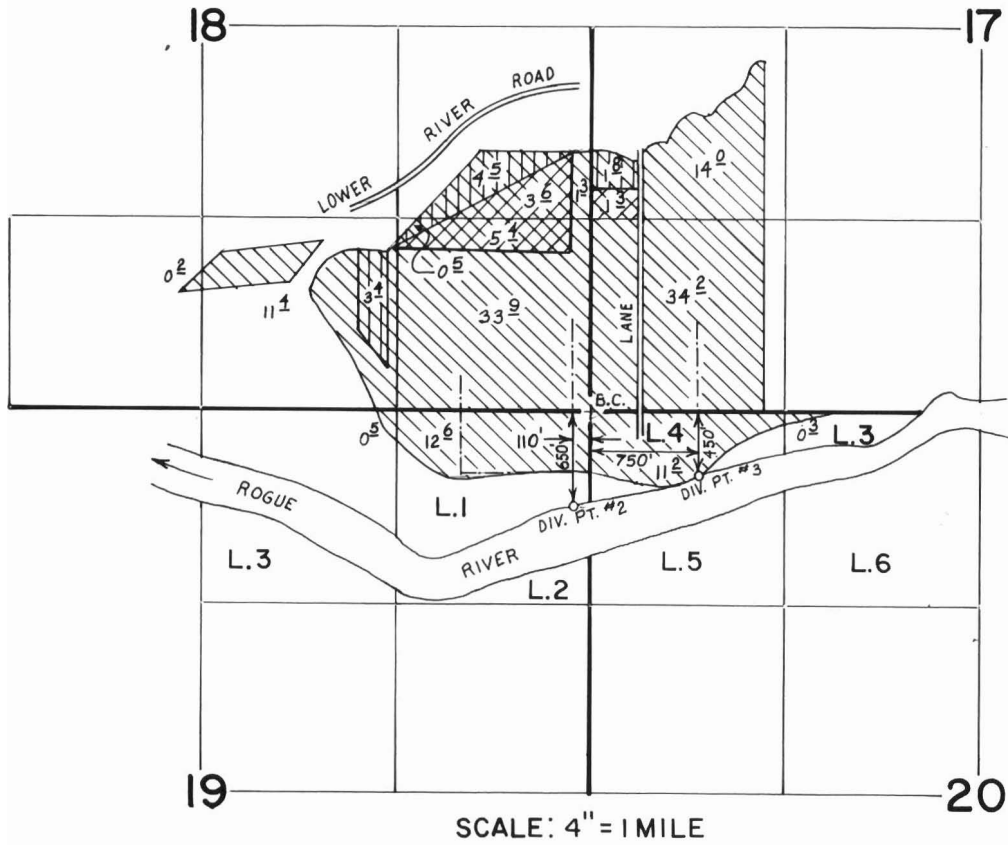 18
17
LOWER RIVER ROAD
4 5
3 6
1 3
1 8
1 3
14 0
5 4
0 5
0 2
11 4
3 4
33 9
LANE
34 2
B.C.
L.4
0 3
L.3
0 5
12 6
110'
650'
750'
450'
11 2
ROGUE RIVER
L.1
DIV. PT. #2
DIV. PT. #3
L.3
L.2
L.5
L.6
19
20
SCALE: 4" = 1 MILE